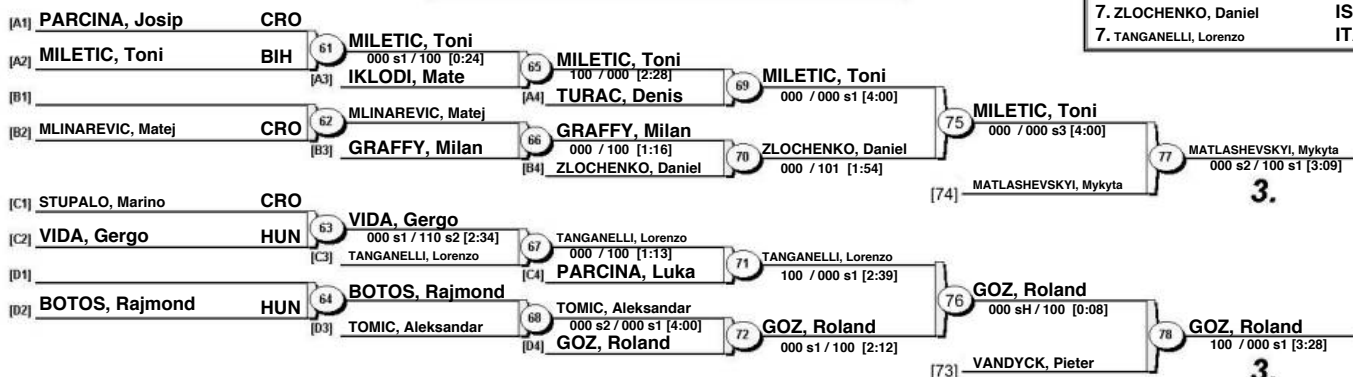 7. ZLOCHENKO, Daniel IS
7. TANGANELLI, Lorenzo IT
[A1] PARCINA, Josip CRO
[A2] MILETIC, Toni BIH
61 MILETIC, Toni
000 s1 / 100 [0:24]
[A3] IKLODI, Mate
65 MILETIC, Toni
100 / 000 [2:28]
[A4] TURAC, Denis
69 MILETIC, Toni
000 / 000 s1 [4:00]
[B1]
[B2] MLINAREVIC, Matej CRO
62 MLINAREVIC, Matej
[B3] GRAFFY, Milan
66 GRAFFY, Milan
000 / 100 [1:16]
[B4] ZLOCHENKO, Daniel
70 ZLOCHENKO, Daniel
000 / 101 [1:54]
75 MILETIC, Toni
000 / 000 s3 [4:00]
[74] MATLASHEVSKYI, Mykyta
77 MATLASHEVSKYI, Mykyta
000 s2 / 100 s1 [3:09]
3.
[C1] STUPALO, Marino CRO
[C2] VIDA, Gergo HUN
63 VIDA, Gergo
000 s1 / 110 s2 [2:34]
[C3] TANGANELLI, Lorenzo
67 TANGANELLI, Lorenzo
000 / 100 [1:13]
[C4] PARCINA, Luka
71 TANGANELLI, Lorenzo
100 / 000 s1 [2:39]
[D1]
[D2] BOTOS, Rajmond HUN
64 BOTOS, Rajmond
[D3] TOMIC, Aleksandar
68 TOMIC, Aleksandar
000 s2 / 000 s1 [4:00]
[D4] GOZ, Roland
72 GOZ, Roland
000 s1 / 100 [2:12]
76 GOZ, Roland
000 sH / 100 [0:08]
[73] VANDYCK, Pieter
78 GOZ, Roland
100 / 000 s1 [3:28]
3.